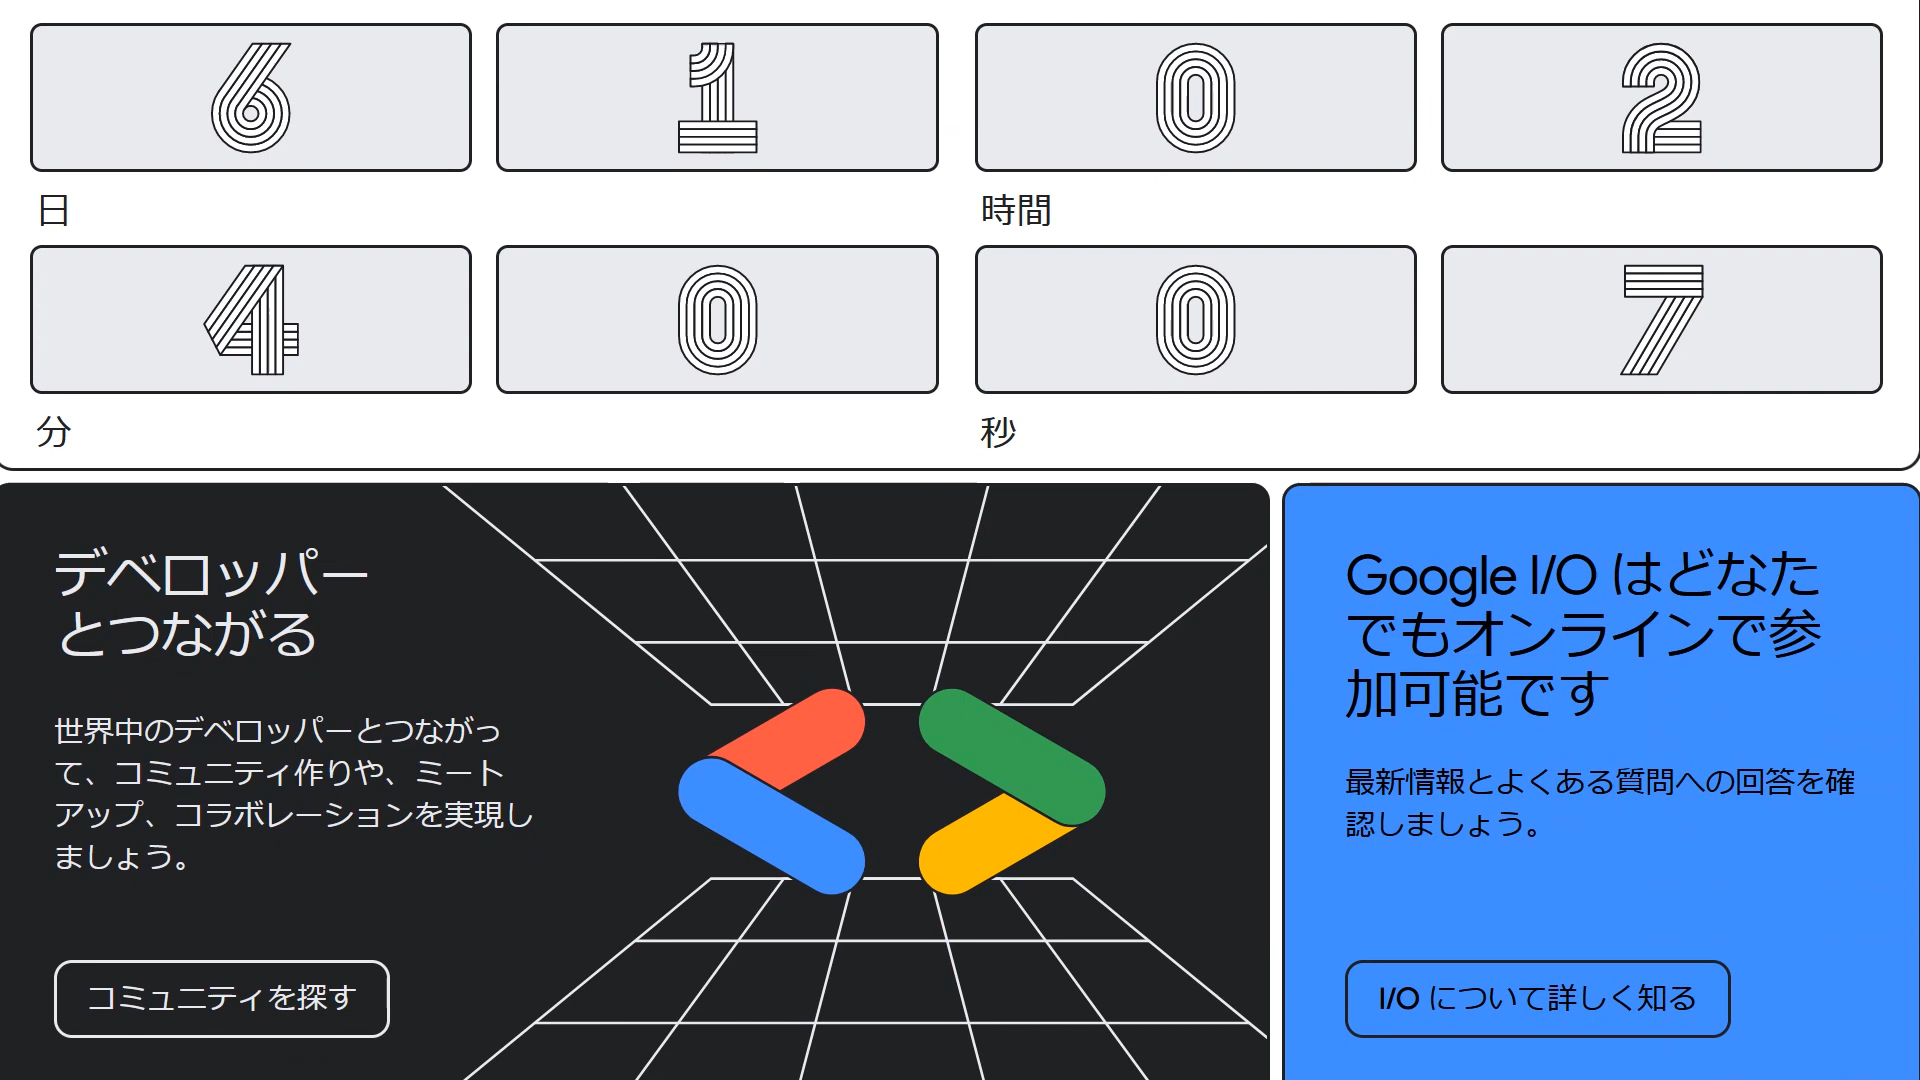 6 1 0 2
日 時間
4 0 0 7
分 秒
デベロッパー
とつながる
世界中のデベロッパーとつながっ
て、コミュニティ作りや、ミート
アップ、コラボレーションを実現し
ましょう。
コミュニティを探す
Google I/O はどなた
でもオンラインで参
加可能です
最新情報とよくある質問への回答を確
認しましょう。
I/O について詳しく知る